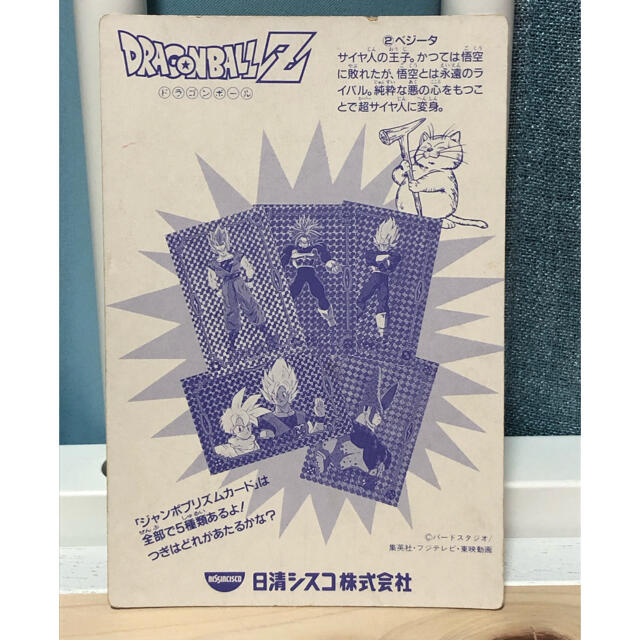 DRAGONBALL Z
ドラゴンボール
②ベジータ
サイヤ人の王子。かつては悟空
に敗れたが、悟空とは永遠のラ
イバル。純粋な悪の心をもつこ
とで超サイヤ人に変身。
「ジャンボプリズムカード」は
全部で5種類あるよ!
つぎはどれがあたるかな?
©バードスタジオ/
集英社・フジテレビ・東映動画
NISSINCISCO
日清シスコ株式会社